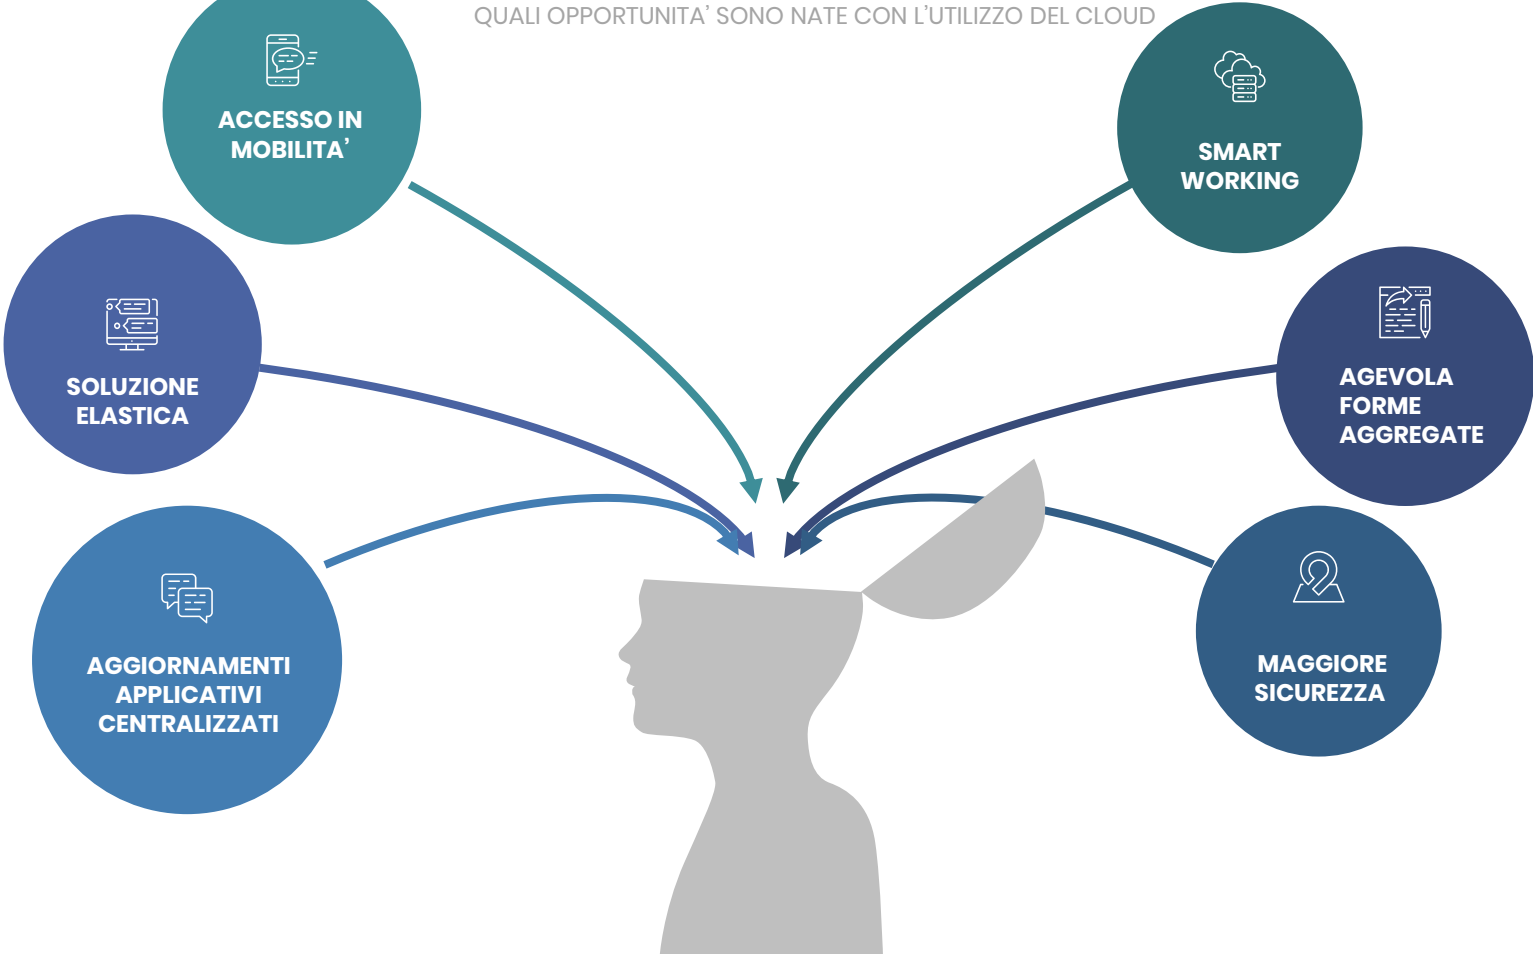 QUALI OPPORTUNITA’ SONO NATE CON L’UTILIZZO DEL CLOUD
ACCESSO IN
MOBILITA’
SMART
WORKING
SOLUZIONE
ELASTICA
AGEVOLA
FORME
AGGREGATE
AGGIORNAMENTI
APPLICATIVI
CENTRALIZZATI
MAGGIORE
SICUREZZA